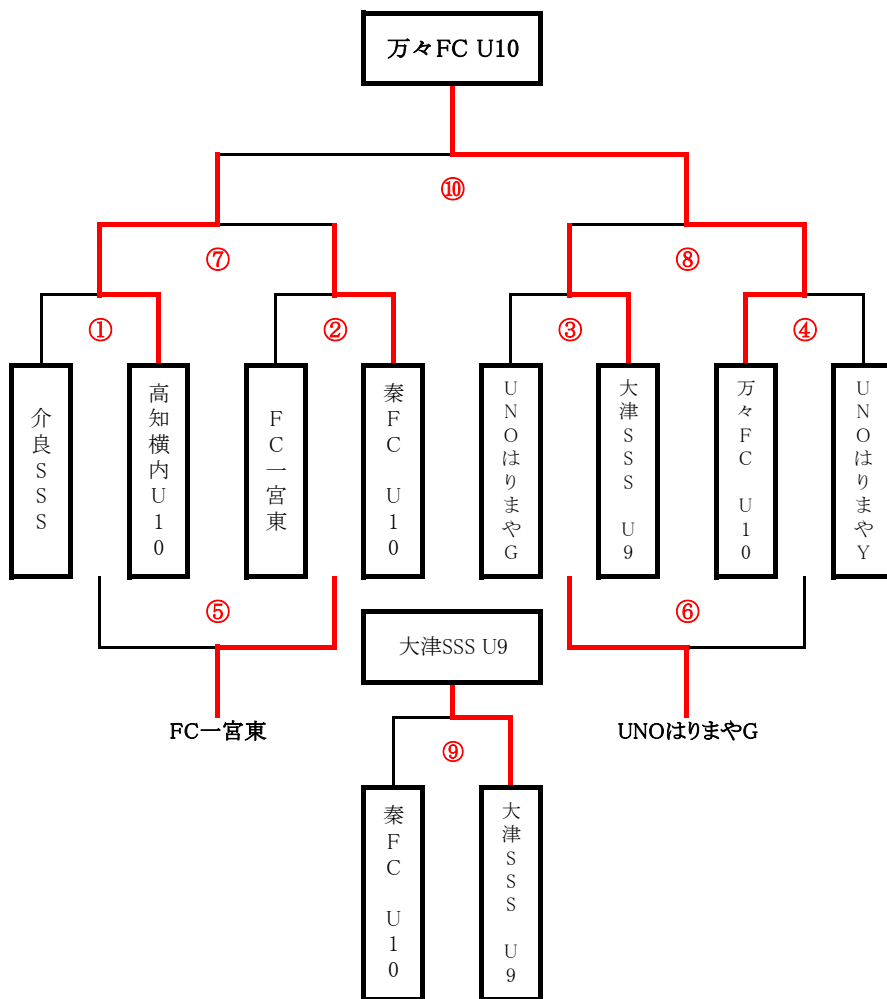 万々FC U10
⑩
⑦
⑧
①
②
③
④
介良SSS
高知横内U10
FC一宮東
秦FC U10
UNOはりまやG
大津SSS U9
万々FC U10
UNOはりまやY
⑤
⑥
大津SSS U9
FC一宮東
UNOはりまやG
⑨
秦FC U10
大津SSS U9